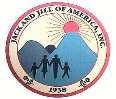 JACK AND JILL OF AMERICA, INC.
1938